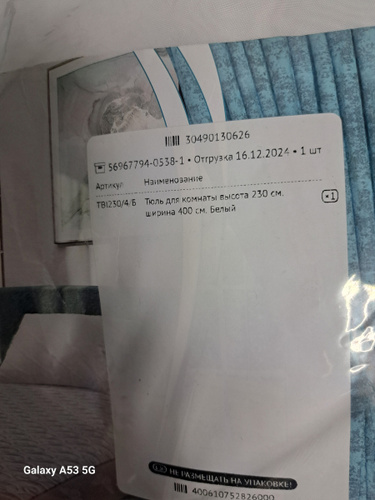 30490130626
56967794-0538-1 • Отгрузка 16.12.2024 • 1 шт
Артикул Наименование
TBI230/4/Б Тюль для комнаты высота 230 см. ×1
ширина 400 см. Белый
НЕ РАЗМЕЩАТЬ НА УПАКОВКЕ!
400610752826000
Galaxy A53 5G